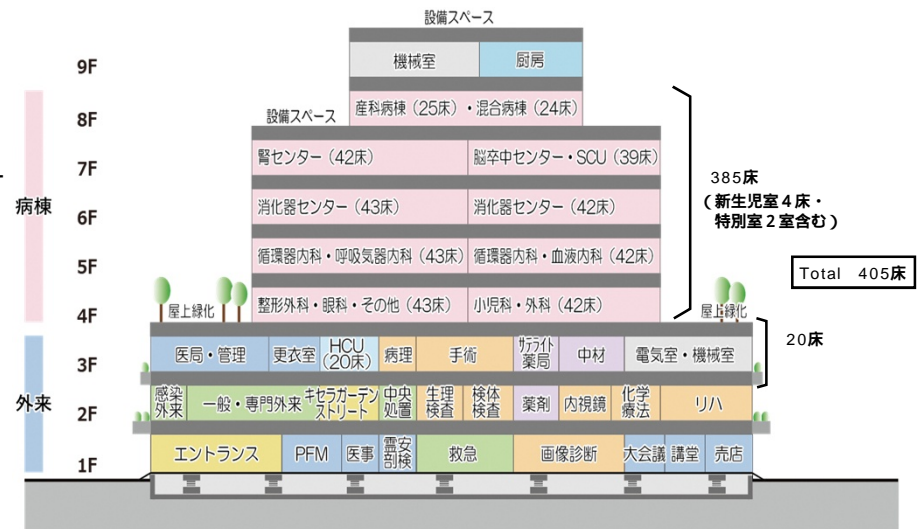 設備スペース
9F
機械室
厨房
8F
設備スペース
産科病棟(25床)・混合病棟(24床)
7F
腎センター(42床)
脳卒中センター・SCU(39床)
385床
(新生児室4床・
特別室2室含む)
病棟
6F
消化器センター(43床)
消化器センター(42床)
5F
循環器内科・呼吸気器内科(43床)
循環器内科・血液内科(42床)
Total 405床
4F
屋上緑化
整形外科・眼科・その他(43床)
小児科・外科(42床)
屋上緑化
20床
3F
医局・管理
更衣室
HCU
(20床)
病理
手術
サテライト
薬局
中材
電気室・機械室
外来
2F
感染
外来
一般・専門外来
キセラガーデン
ストリート
中央
処置
生理
検査
検体
検査
薬剤
内視鏡
化学
療法
リハ
1F
エントランス
PFM
医事
霊安
剖検
救急
画像診断
大会議
講堂
売店